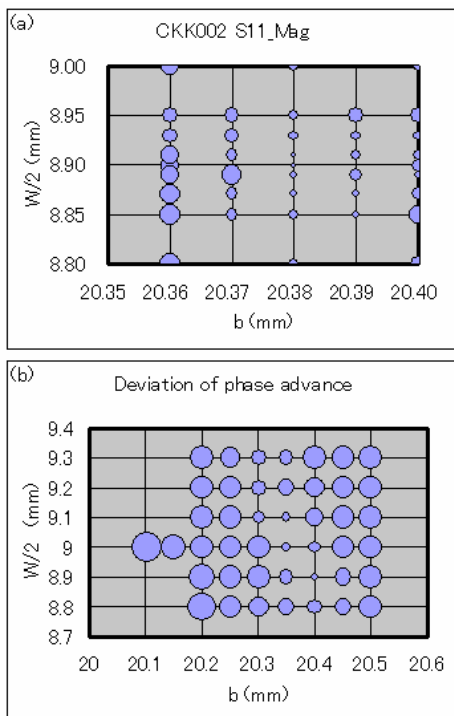 (a)
CKK002 S11_Mag
9.00
8.95
8.90
8.85
8.80
W/2 (mm)
20.35 20.36 20.37 20.38 20.39 20.40
b (mm)
(b)
Deviation of phase advance
9.4
9.3
9.2
9.1
9
8.9
8.8
8.7
W/2 (mm)
20 20.1 20.2 20.3 20.4 20.5 20.6
b (mm)